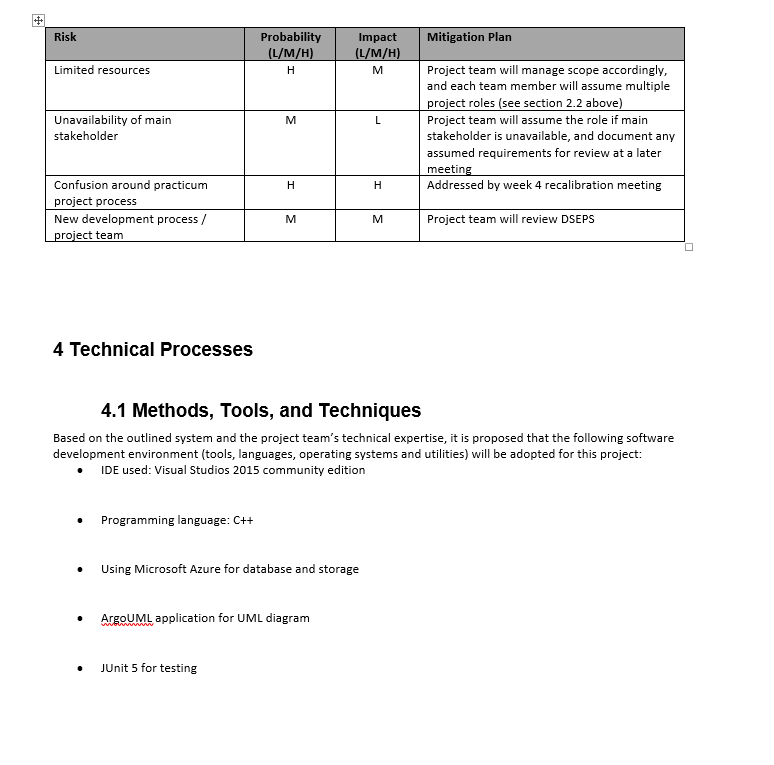 Risk Probability Impact Mitigation Plan
(L/M/H) (L/M/H)
Limited resources H M Project team will manage scope accordingly,
and each team member will assume multiple
project roles (see section 2.2 above)
Unavailability of main M L Project team will assume the role if main
stakeholder stakeholder is unavailable, and document any
assumed requirements for review at a later
meeting
Confusion around practicum H H Addressed by week 4 recalibration meeting
project process
New development process / M M Project team will review DSEPS
project team
4 Technical Processes
4.1 Methods, Tools, and Techniques
Based on the outlined system and the project team's technical expertise, it is proposed that the following software
development environment (tools, languages, operating systems and utilities) will be adopted for this project:
• IDE used: Visual Studios 2015 community edition
• Programming language: C++
• Using Microsoft Azure for database and storage
• ArgoUML application for UML diagram
• JUnit 5 for testing